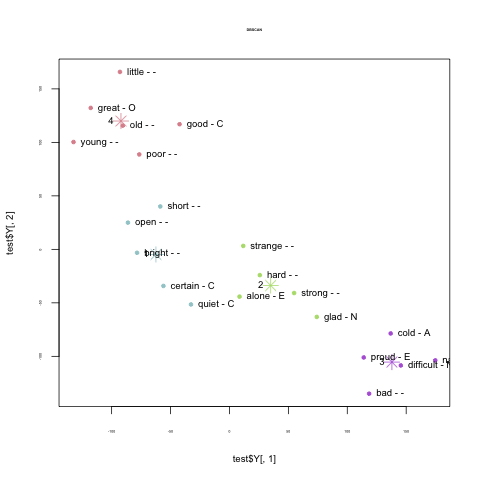 DBSCAN
little - -
great - O
4
old - -
good - C
young - -
poor - -
short - -
open - -
bright - -
strange - -
hard - -
2
certain - C
alone - E
strong - -
quiet - C
glad - N
cold - A
proud - E
3
difficult - N
bad - -
test$Y[, 2]
test$Y[, 1]